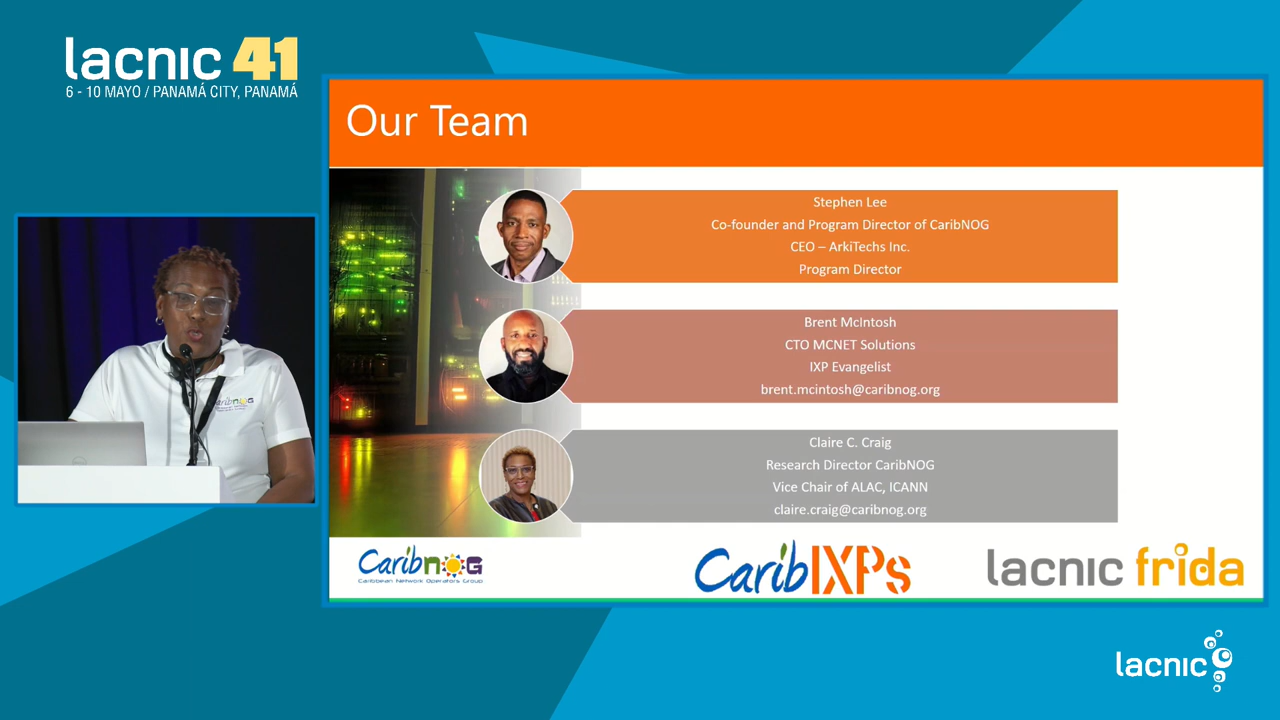 lacnic 41
6 - 10 MAYO / PANAMÁ CITY, PANAMÁ
Our Team
Stephen Lee
Co-founder and Program Director of CaribNOG
CEO – ArkiTechs Inc.
Program Director
Brent McIntosh
CTO MCNET Solutions
IXP Evangelist
brent.mcintosh@caribnog.org
Claire C. Craig
Research Director CaribNOG
Vice Chair of ALAC, ICANN
claire.craig@caribnog.org
caribnOG
CaribnOG
Caribbean Network Operators Group
CaribIXPs
lacnic frida
lacnic